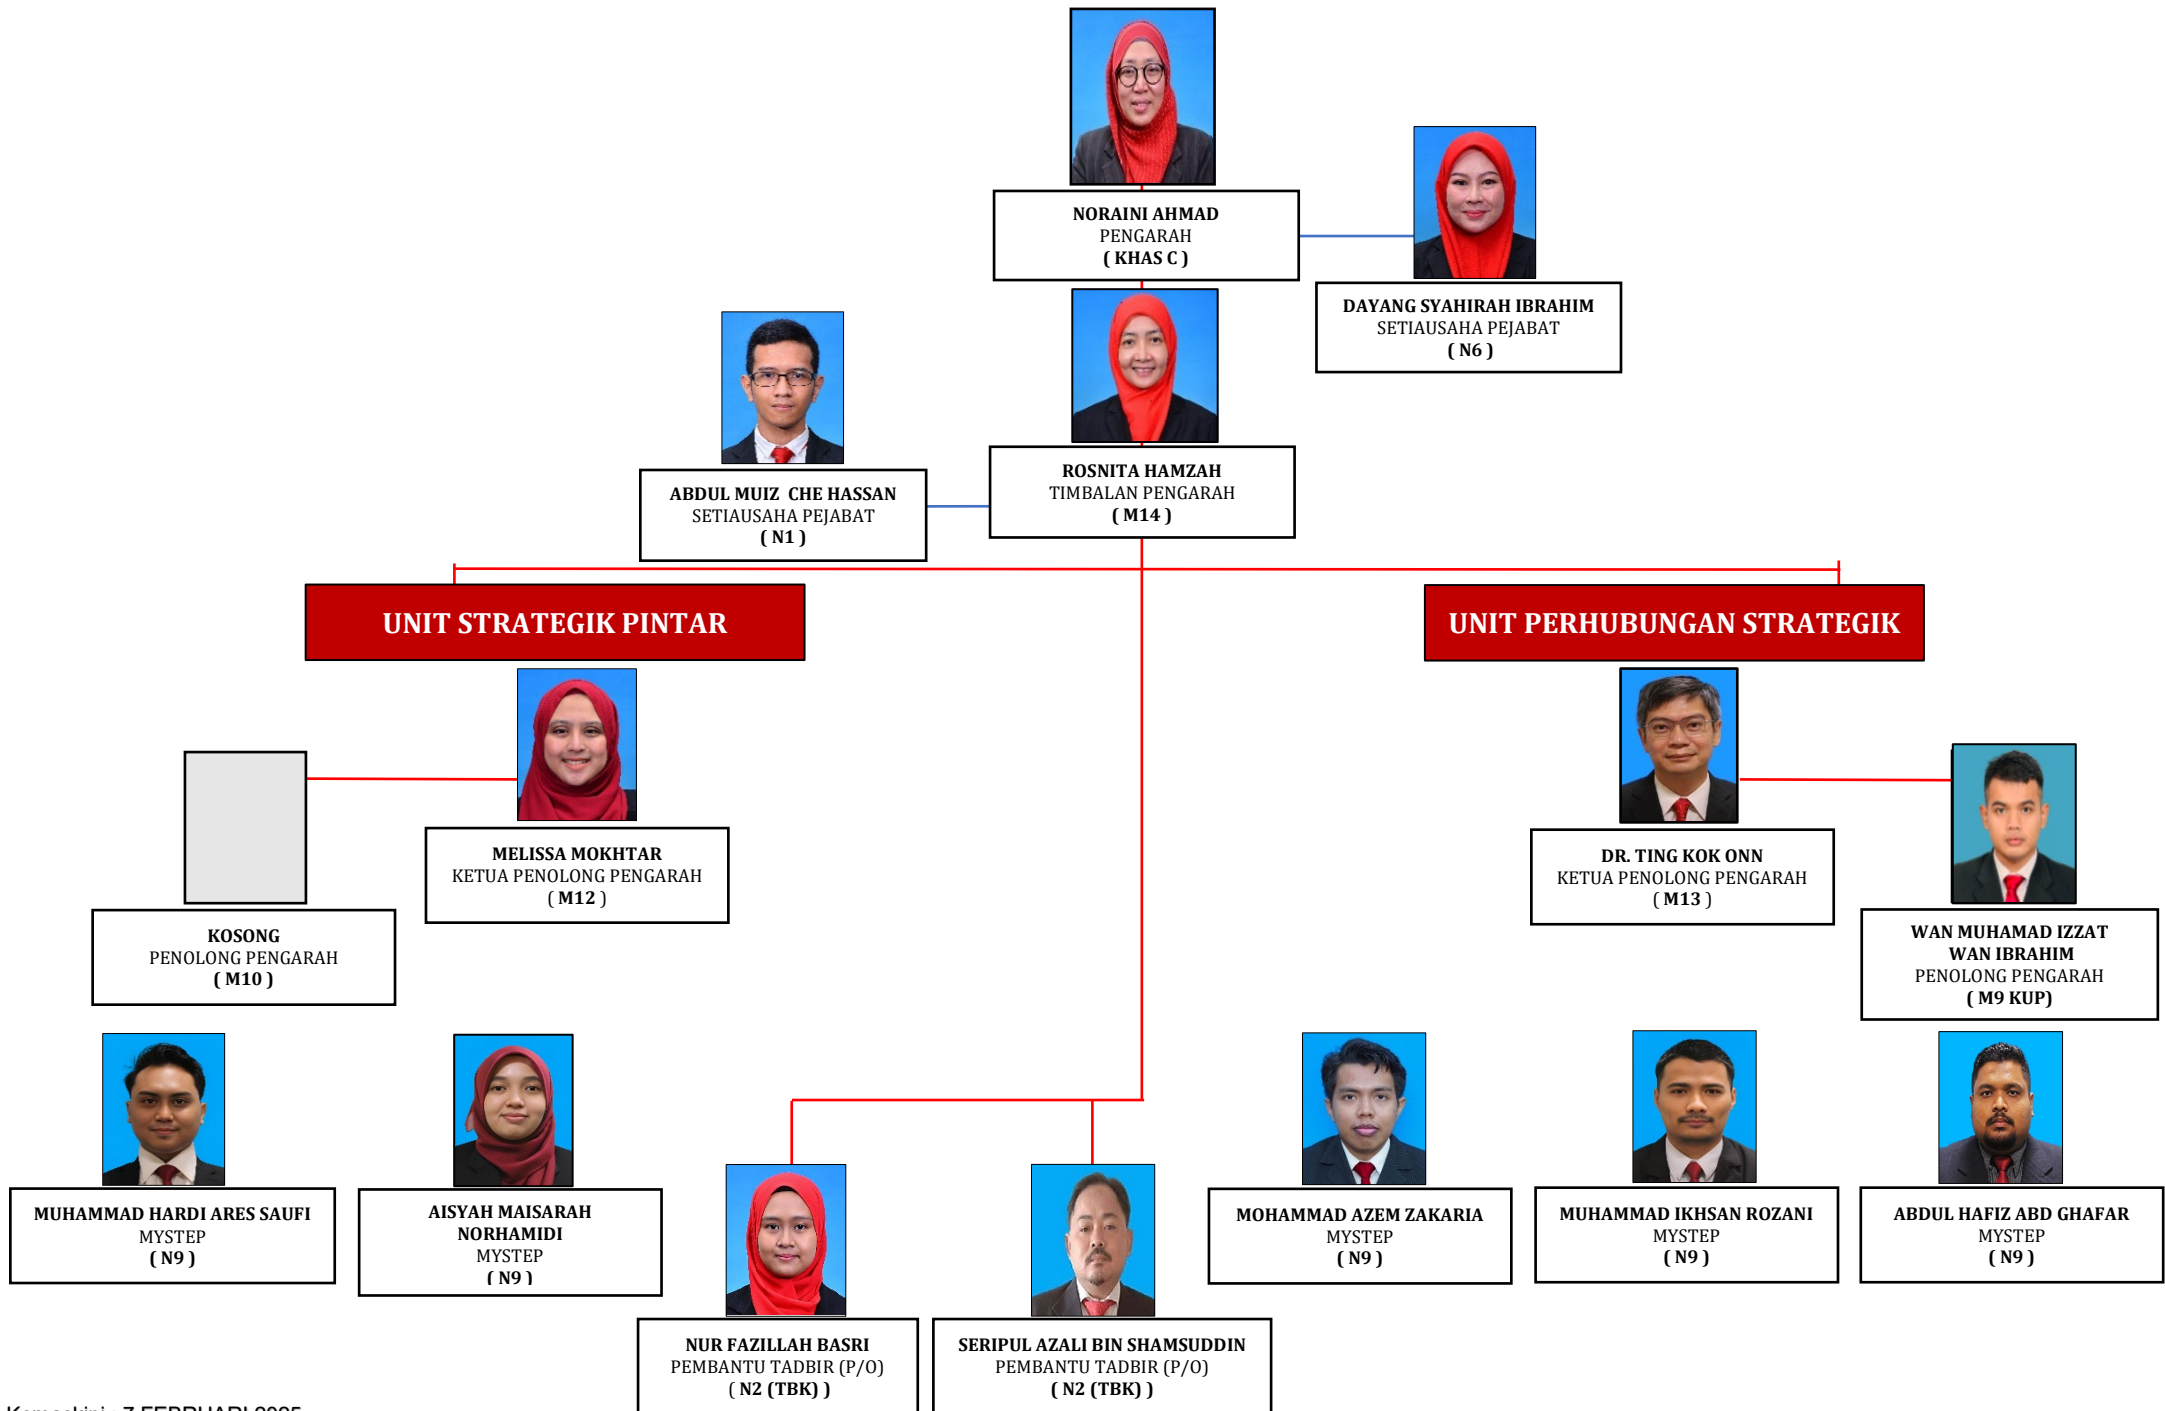 NORAINI AHMAD
PENGARAH
( KHAS C )
DAYANG SYAHIRAH IBRAHIM
SETIAUSAHA PEJABAT
( N6 )
ABDUL MUIZ CHE HASSAN
SETIAUSAHA PEJABAT
( N1 )
ROSNITA HAMZAH
TIMBALAN PENGARAH
( M14 )
UNIT STRATEGIK PINTAR
UNIT PERHUBUNGAN STRATEGIK
MELISSA MOKHTAR
KETUA PENOLONG PENGARAH
( M12 )
KOSONG
PENOLONG PENGARAH
( M10 )
DR. TING KOK ONN
KETUA PENOLONG PENGARAH
( M13 )
WAN MUHAMAD IZZAT
WAN IBRAHIM
PENOLONG PENGARAH
( M9 KUP)
MUHAMMAD HARDI ARES SAUFI
MYSTEP
( N9 )
AISYAH MAISARAH
NORHAMIDI
MYSTEP
( N9 )
NUR FAZILLAH BASRI
PEMBANTU TADBIR (P/O)
( N2 (TBK) )
SERIPUL AZALI BIN SHAMSUDDIN
PEMBANTU TADBIR (P/O)
( N2 (TBK) )
MOHAMMAD AZEM ZAKARIA
MYSTEP
( N9 )
MUHAMMAD IKHSAN ROZANI
MYSTEP
( N9 )
ABDUL HAFIZ ABD GHAFAR
MYSTEP
( N9 )
Kemaskini : 7 FEBRUARI 2025